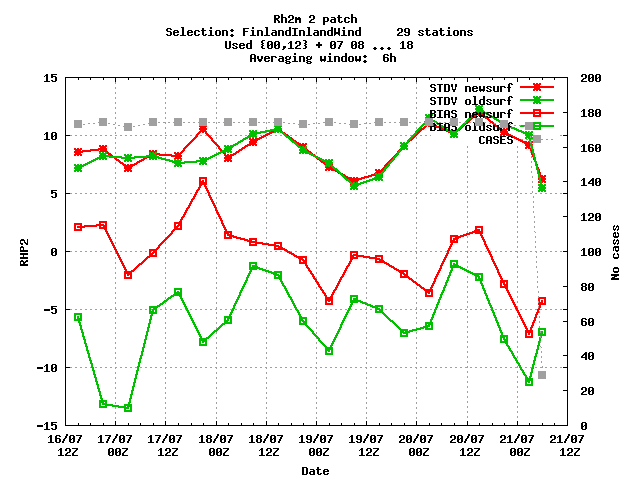 Rh2m 2 patch
Selection: FinlandInlandWind     29 stations
Used {00,12} + 07 08 ... 18
Averaging window:  6h
STDV newsurf
STDV oldsurf
BIAS newsurf
BIAS oldsurf
CASES
15
10
5
0
-5
-10
-15
RHP2
200
180
160
140
120
100
80
60
40
20
0
No cases
16/07 17/07 17/07 18/07 18/07 19/07 19/07 20/07 20/07 21/07 21/07
12Z 00Z 12Z 00Z 12Z 00Z 12Z 00Z 12Z 00Z 12Z
Date